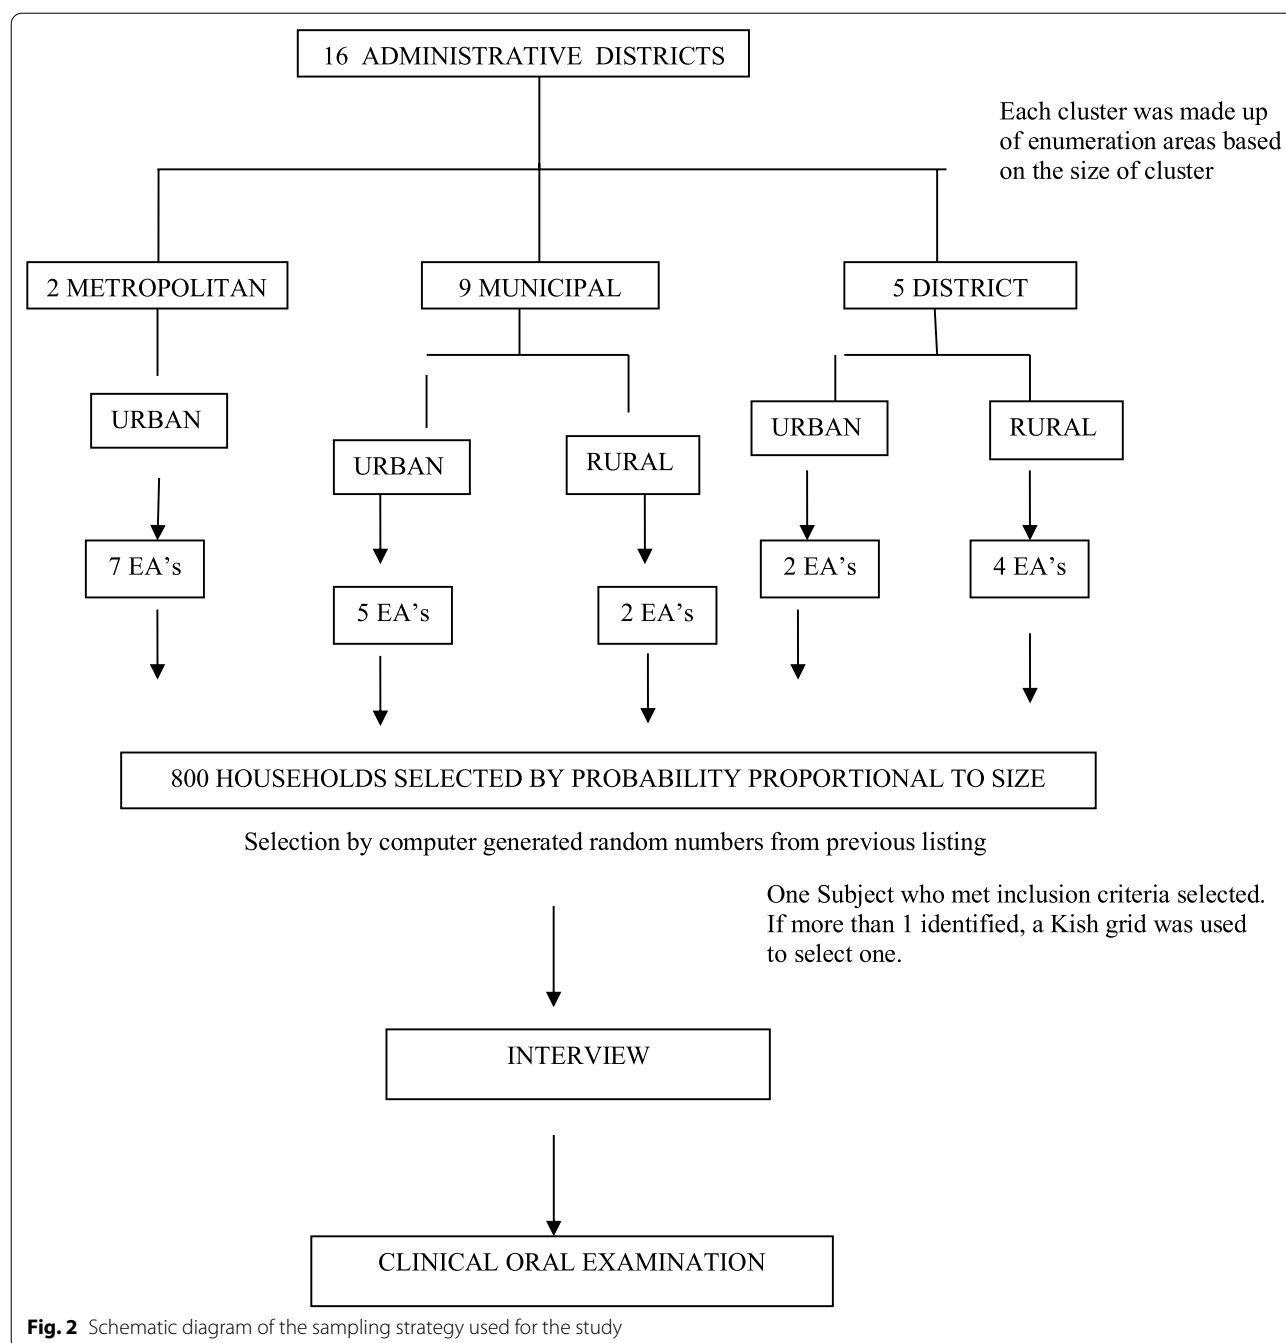 16 ADMINISTRATIVE DISTRICTS
Each cluster was made up
of enumeration areas based
on the size of cluster
2 METROPOLITAN
9 MUNICIPAL
5 DISTRICT
URBAN
URBAN
RURAL
URBAN
RURAL
7 EA's
5 EA's
2 EA's
2 EA's
4 EA's
800 HOUSEHOLDS SELECTED BY PROBABILITY PROPORTIONAL TO SIZE
Selection by computer generated random numbers from previous listing
One Subject who met inclusion criteria selected.
If more than 1 identified, a Kish grid was used
to select one.
INTERVIEW
CLINICAL ORAL EXAMINATION
Fig. 2 Schematic diagram of the sampling strategy used for the study